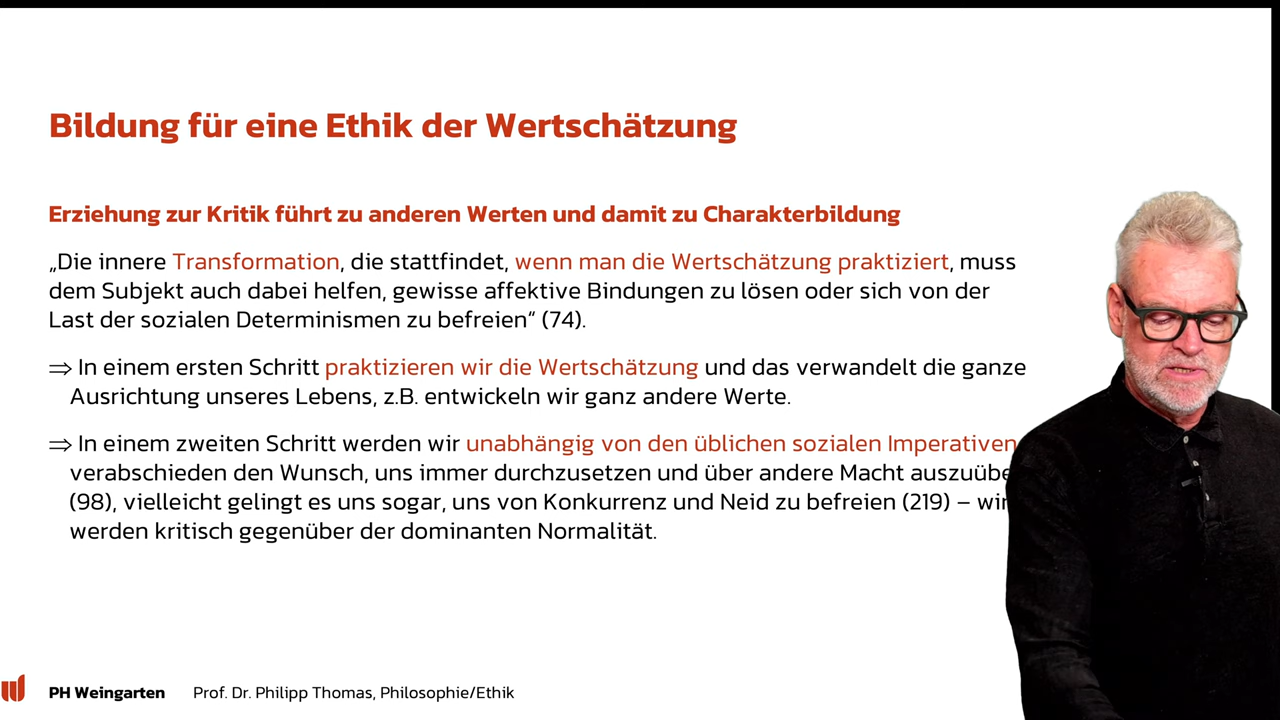 Bildung für eine Ethik der Wertschätzung
Erziehung zur Kritik führt zu anderen Werten und damit zu Charakterbildung
„Die innere Transformation, die stattfindet, wenn man die Wertschätzung praktiziert, muss
dem Subjekt auch dabei helfen, gewisse affektive Bindungen zu lösen oder sich von der
Last der sozialen Determinismen zu befreien“ (74).
⇒ In einem ersten Schritt praktizieren wir die Wertschätzung und das verwandelt die ganze
Ausrichtung unseres Lebens, z.B. entwickeln wir ganz andere Werte.
⇒ In einem zweiten Schritt werden wir unabhängig von den üblichen sozialen Imperativen
verabschieden den Wunsch, uns immer durchzusetzen und über andere Macht auszuübe
(98), vielleicht gelingt es uns sogar, uns von Konkurrenz und Neid zu befreien (219) – wir
werden kritisch gegenüber der dominanten Normalität.
PH Weingarten Prof. Dr. Philipp Thomas, Philosophie/Ethik